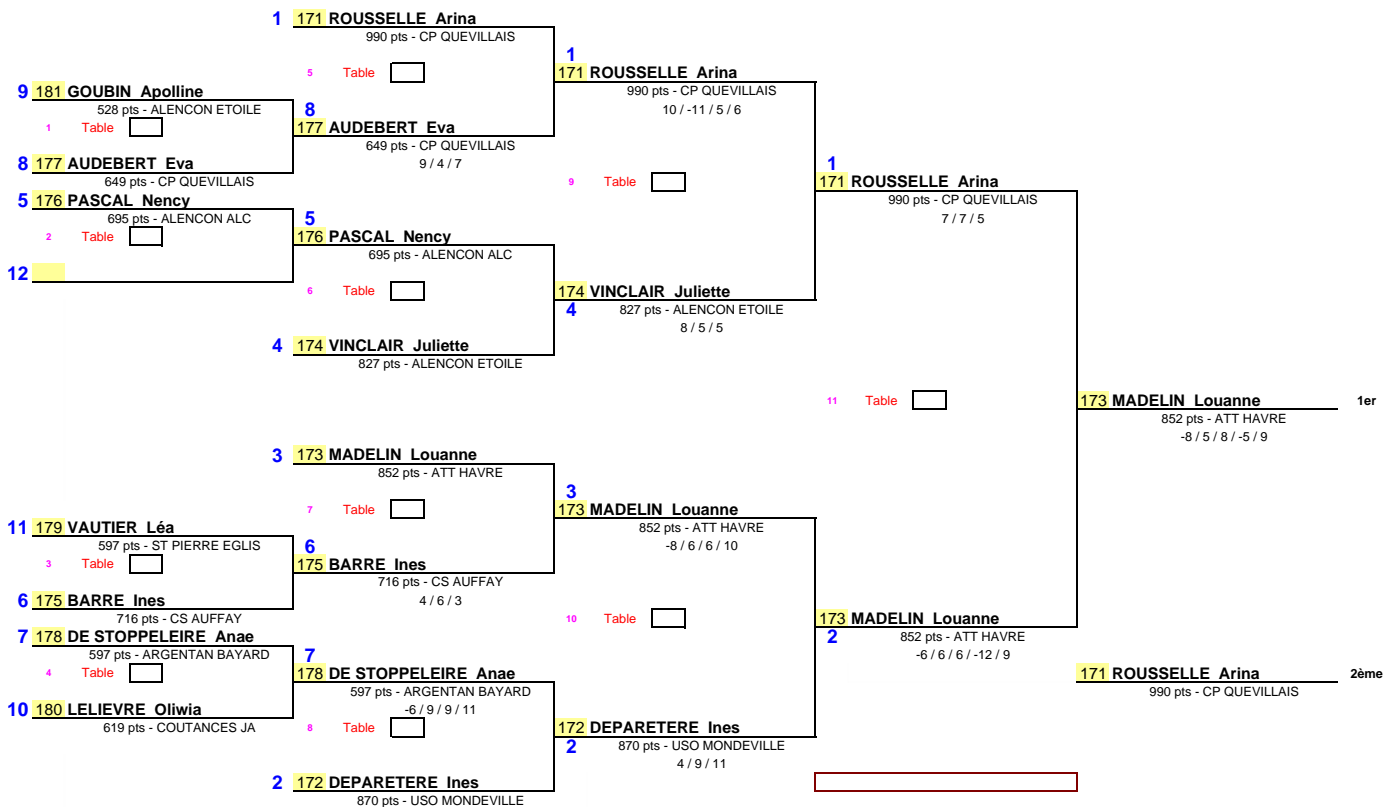 1 171 ROUSSELLE Arina
990 pts - CP QUEVILLAIS
5 Table
9 181 GOUBIN Apolline
528 pts - ALENCON ETOILE
1 Table
8 177 AUDEBERT Eva
649 pts - CP QUEVILLAIS
8
177 AUDEBERT Eva
649 pts - CP QUEVILLAIS
9 / 4 / 7
5 176 PASCAL Nency
695 pts - ALENCON ALC
2 Table
12
5
176 PASCAL Nency
695 pts - ALENCON ALC
6 Table
4 174 VINCLAIR Juliette
827 pts - ALENCON ETOILE
1
171 ROUSSELLE Arina
990 pts - CP QUEVILLAIS
10 / -11 / 5 / 6
9 Table
174 VINCLAIR Juliette
4
827 pts - ALENCON ETOILE
8 / 5 / 5
1
171 ROUSSELLE Arina
990 pts - CP QUEVILLAIS
7 / 7 / 5
11 Table
173 MADELIN Louanne 1er
852 pts - ATT HAVRE
-8 / 5 / 8 / -5 / 9
3 173 MADELIN Louanne
852 pts - ATT HAVRE
7 Table
11 179 VAUTIER Léa
597 pts - ST PIERRE EGLIS
3 Table
6 175 BARRE Ines
716 pts - CS AUFFAY
6
175 BARRE Ines
716 pts - CS AUFFAY
4 / 6 / 3
7 178 DE STOPPELEIRE Anae
597 pts - ARGENTAN BAYARD
4 Table
10 180 LELIEVRE Oliwia
619 pts - COUTANCES JA
7
178 DE STOPPELEIRE Anae
597 pts - ARGENTAN BAYARD
-6 / 9 / 9 / 11
8 Table
2 172 DEPARETERE Ines
870 pts - USO MONDEVILLE
3
173 MADELIN Louanne
852 pts - ATT HAVRE
-8 / 6 / 6 / 10
10 Table
172 DEPARETERE Ines
2
870 pts - USO MONDEVILLE
4 / 9 / 11
173 MADELIN Louanne
2
852 pts - ATT HAVRE
-6 / 6 / 6 / -12 / 9
171 ROUSSELLE Arina 2ème
990 pts - CP QUEVILLAIS